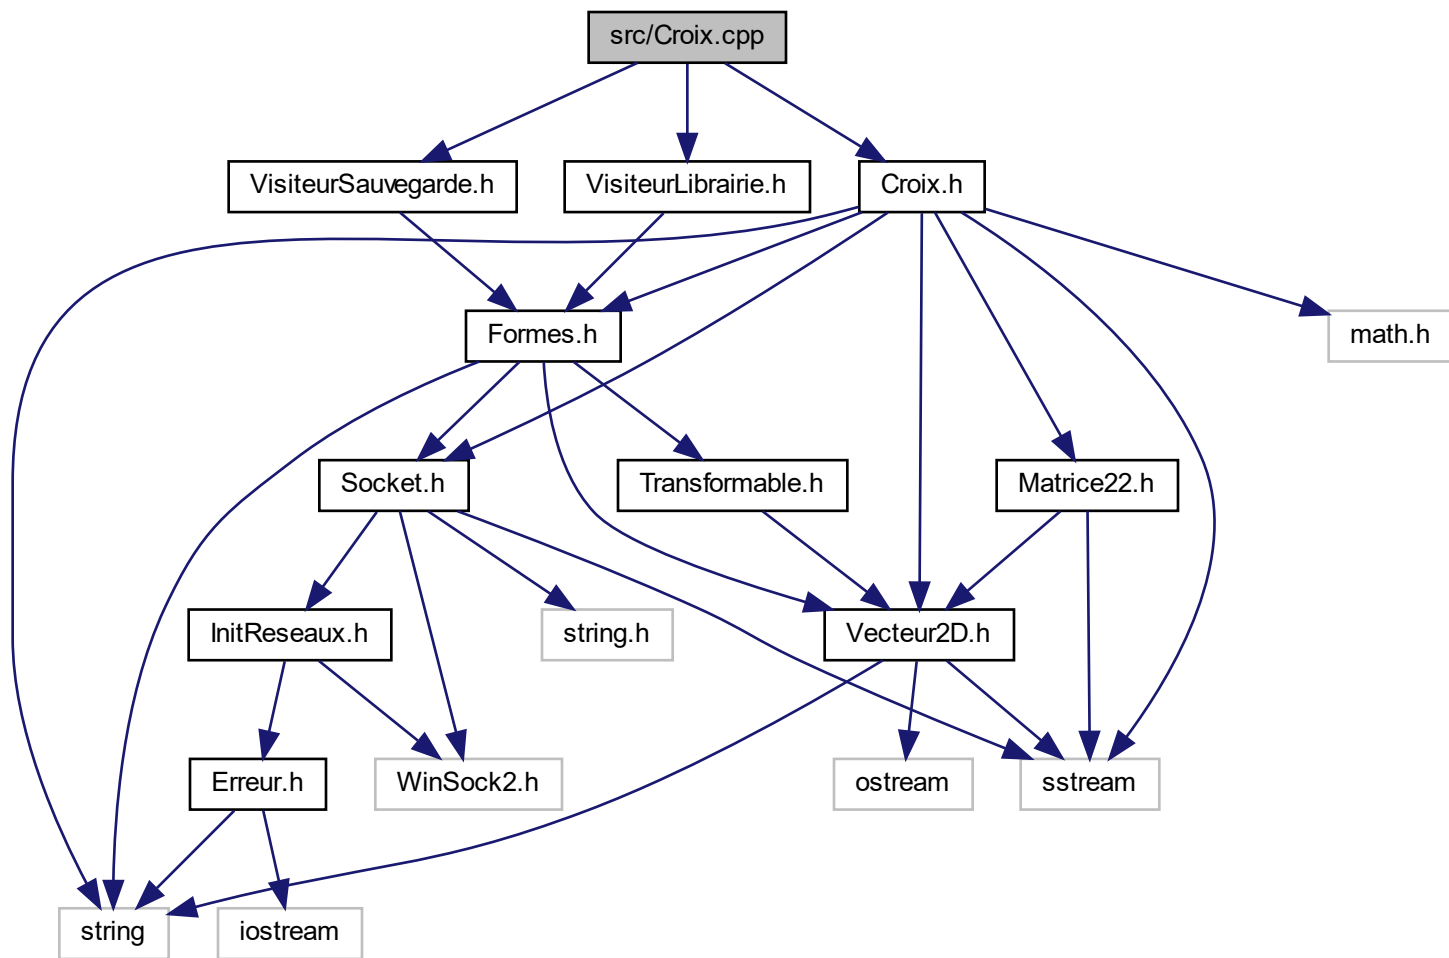 src/Croix.cpp
VisiteurSauvegarde.h
VisiteurLibrairie.h
Croix.h
Formes.h
math.h
Socket.h
Transformable.h
Matrice22.h
InitReseaux.h
string.h
Vecteur2D.h
Erreur.h
WinSock2.h
ostream
sstream
string
iostream